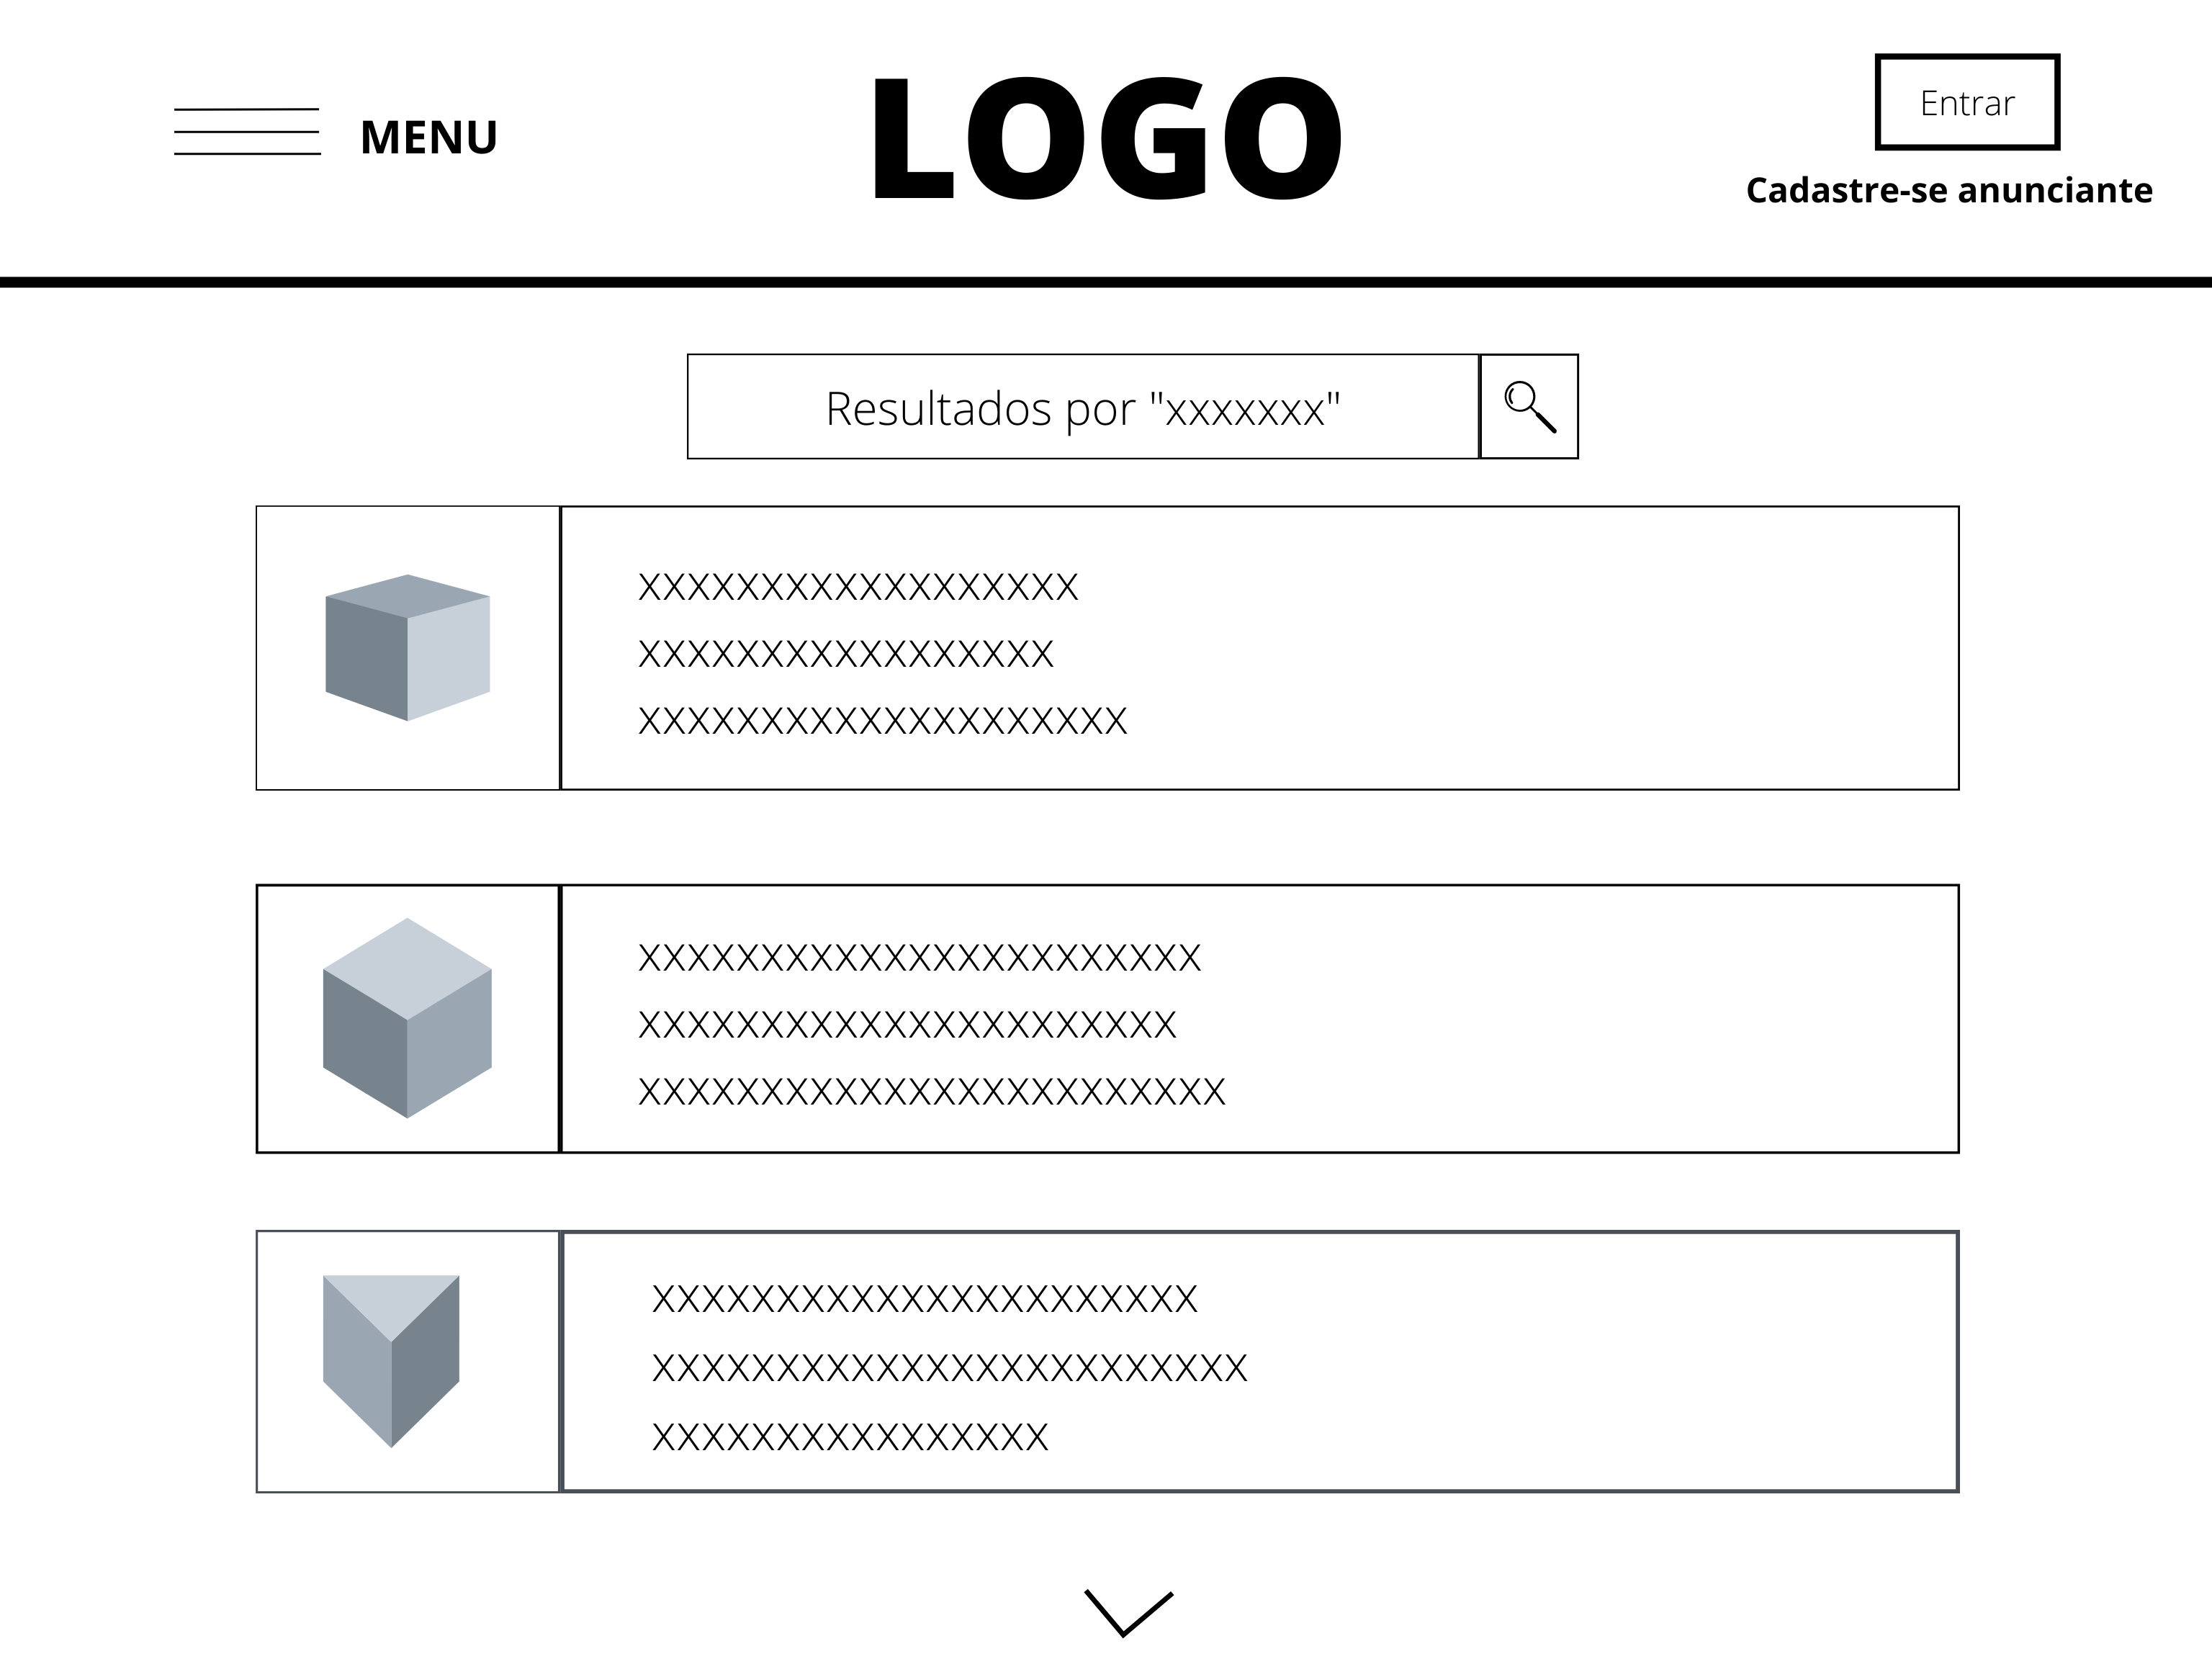 MENU
LOGO
Entrar
Cadastre-se anunciante
Resultados por "xxxxxxx"
XXXXXXXXXXXXXXXXXX
XXXXXXXXXXXXXXXXX
XXXXXXXXXXXXXXXXXXXX
XXXXXXXXXXXXXXXXXXXXXXX
XXXXXXXXXXXXXXXXXXXXXX
XXXXXXXXXXXXXXXXXXXXXXXX
XXXXXXXXXXXXXXXXXXXXXX
XXXXXXXXXXXXXXXXXXXXXXXX
XXXXXXXXXXXXXXXX